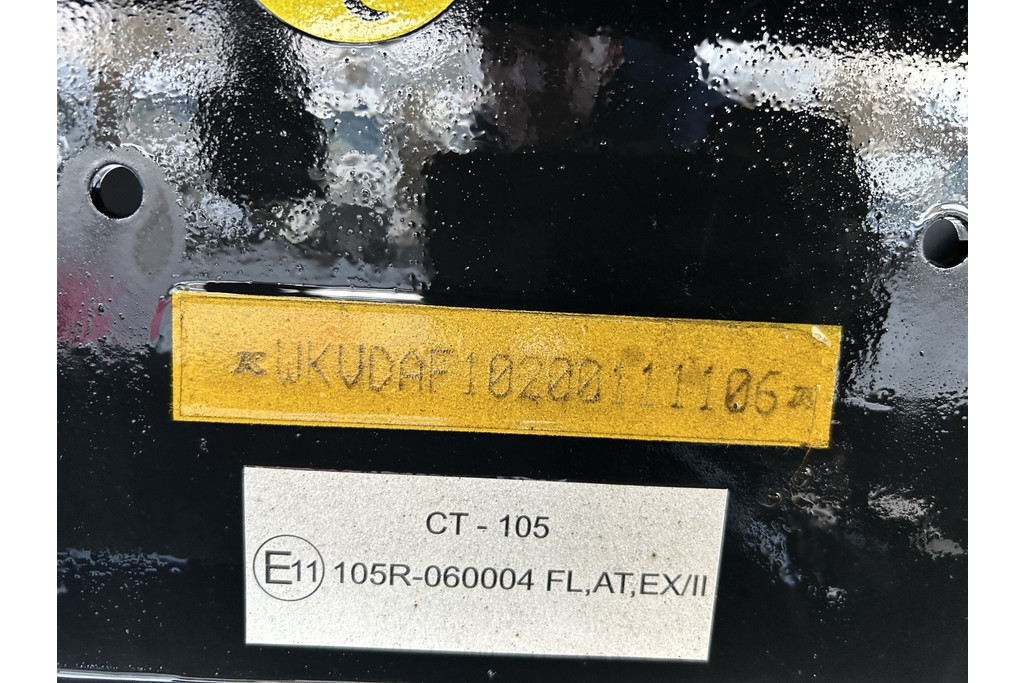 WKVDAF10200111106
CT - 105
E11 105R-060004 FL,AT,EX/II